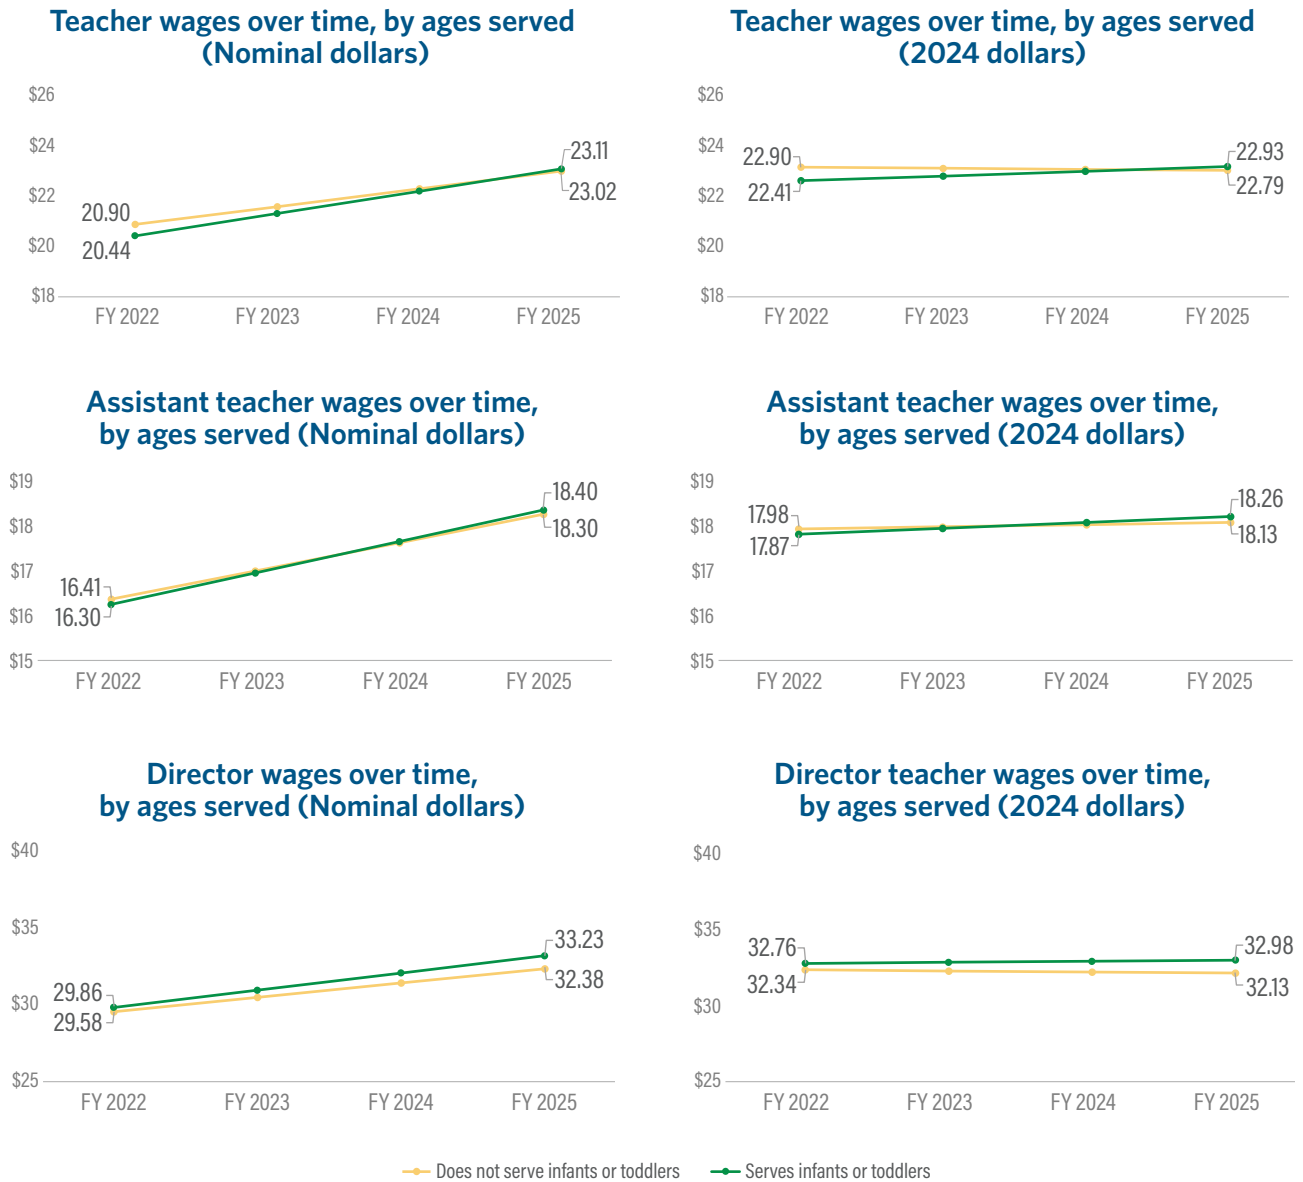 Teacher wages over time, by ages served
(Nominal dollars)
$26
$24
$22
$20
$18
20.90
20.44
23.11
23.02
FY 2022
FY 2023
FY 2024
FY 2025
Teacher wages over time, by ages served
(2024 dollars)
$26
$24
$22
$20
$18
22.90
22.41
22.93
22.79
FY 2022
FY 2023
FY 2024
FY 2025
Assistant teacher wages over time,
by ages served (Nominal dollars)
$19
$18
$17
$16
$15
16.41
16.30
18.40
18.30
FY 2022
FY 2023
FY 2024
FY 2025
Assistant teacher wages over time,
by ages served (2024 dollars)
$19
$18
$17
$16
$15
17.98
17.87
18.26
18.13
FY 2022
FY 2023
FY 2024
FY 2025
Director wages over time,
by ages served (Nominal dollars)
$40
$35
$30
$25
29.86
29.58
33.23
32.38
FY 2022
FY 2023
FY 2024
FY 2025
Director teacher wages over time,
by ages served (2024 dollars)
$40
$35
$30
$25
32.76
32.34
32.98
32.13
FY 2022
FY 2023
FY 2024
FY 2025
Does not serve infants or toddlers
Serves infants or toddlers